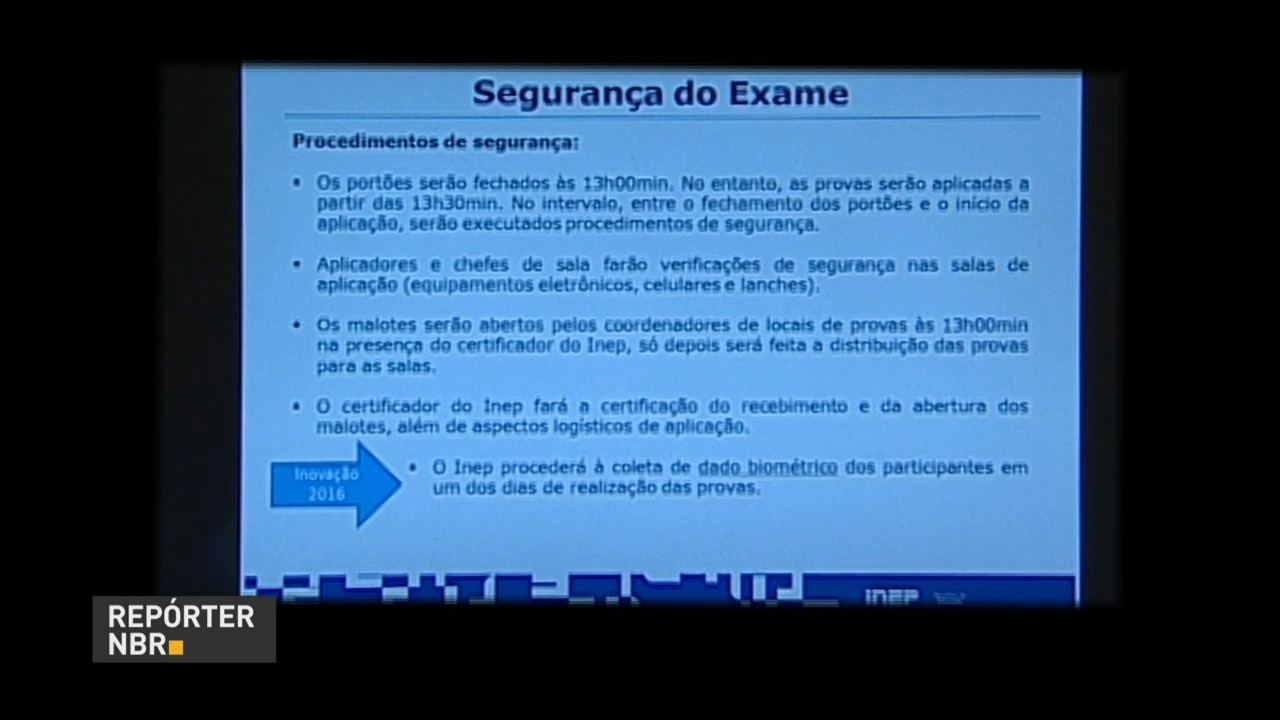 Segurança do Exame
Procedimentos de segurança:
• Os portões serão fechados às 13h00min. No entanto, as provas serão aplicadas a
partir das 13h30min. No intervalo, entre o fechamento dos portões e o início da
aplicação, serão executados procedimentos de segurança.
• Aplicadores e chefes de sala farão verificações de segurança nas salas de
aplicação (equipamentos eletrônicos, celulares e lanches).
• Os malotes serão abertos pelos coordenadores de locais de provas às 13h00min
na presença do certificador do Inep, só depois será feita a distribuição das provas
para as salas.
• O certificador do Inep fará a certificação do recebimento e da abertura dos
malotes, além de aspectos logísticos de aplicação.
Inovação
2016
• O Inep procederá à coleta de dado biométrico dos participantes em
um dos dias de realização das provas.
INEP
REPÓRTER
NBR